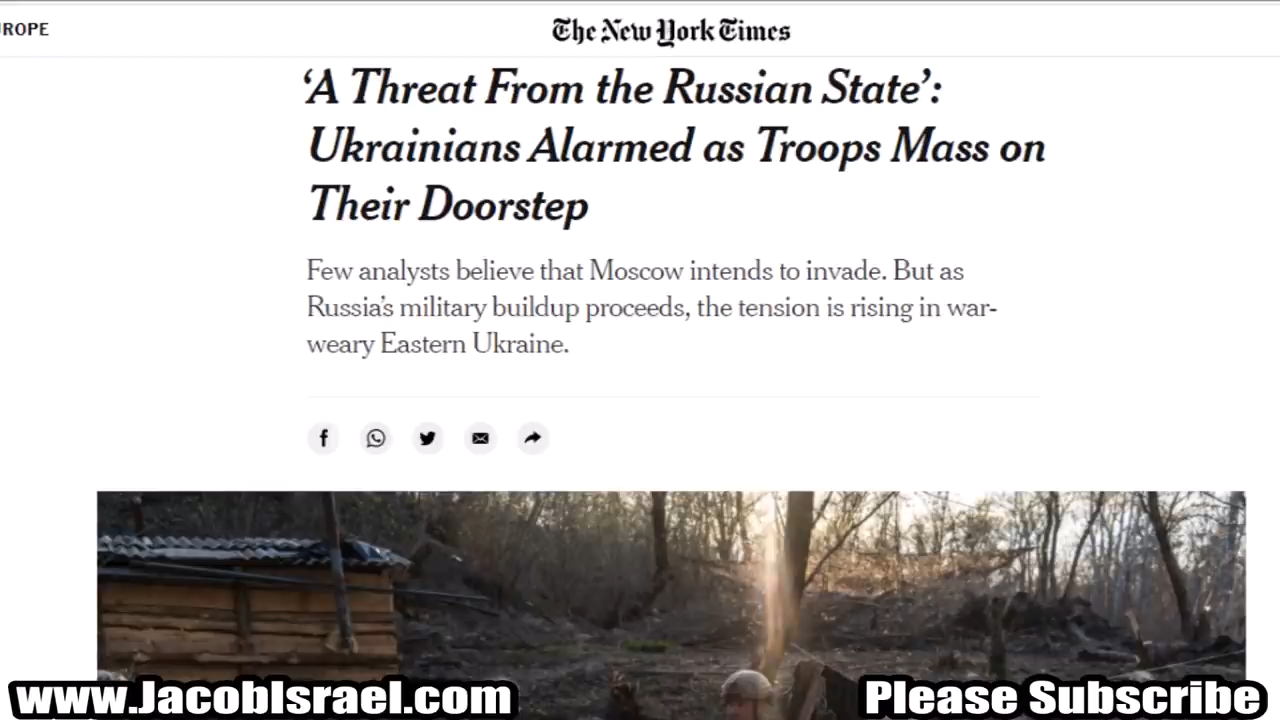 The New York Times
‘A Threat From the Russian State’:
Ukrainians Alarmed as Troops Mass on
Their Doorstep
Few analysts believe that Moscow intends to invade. But as
Russia’s military buildup proceeds, the tension is rising in war-
weary Eastern Ukraine.
www.JacobIsrael.com
Please Subscribe